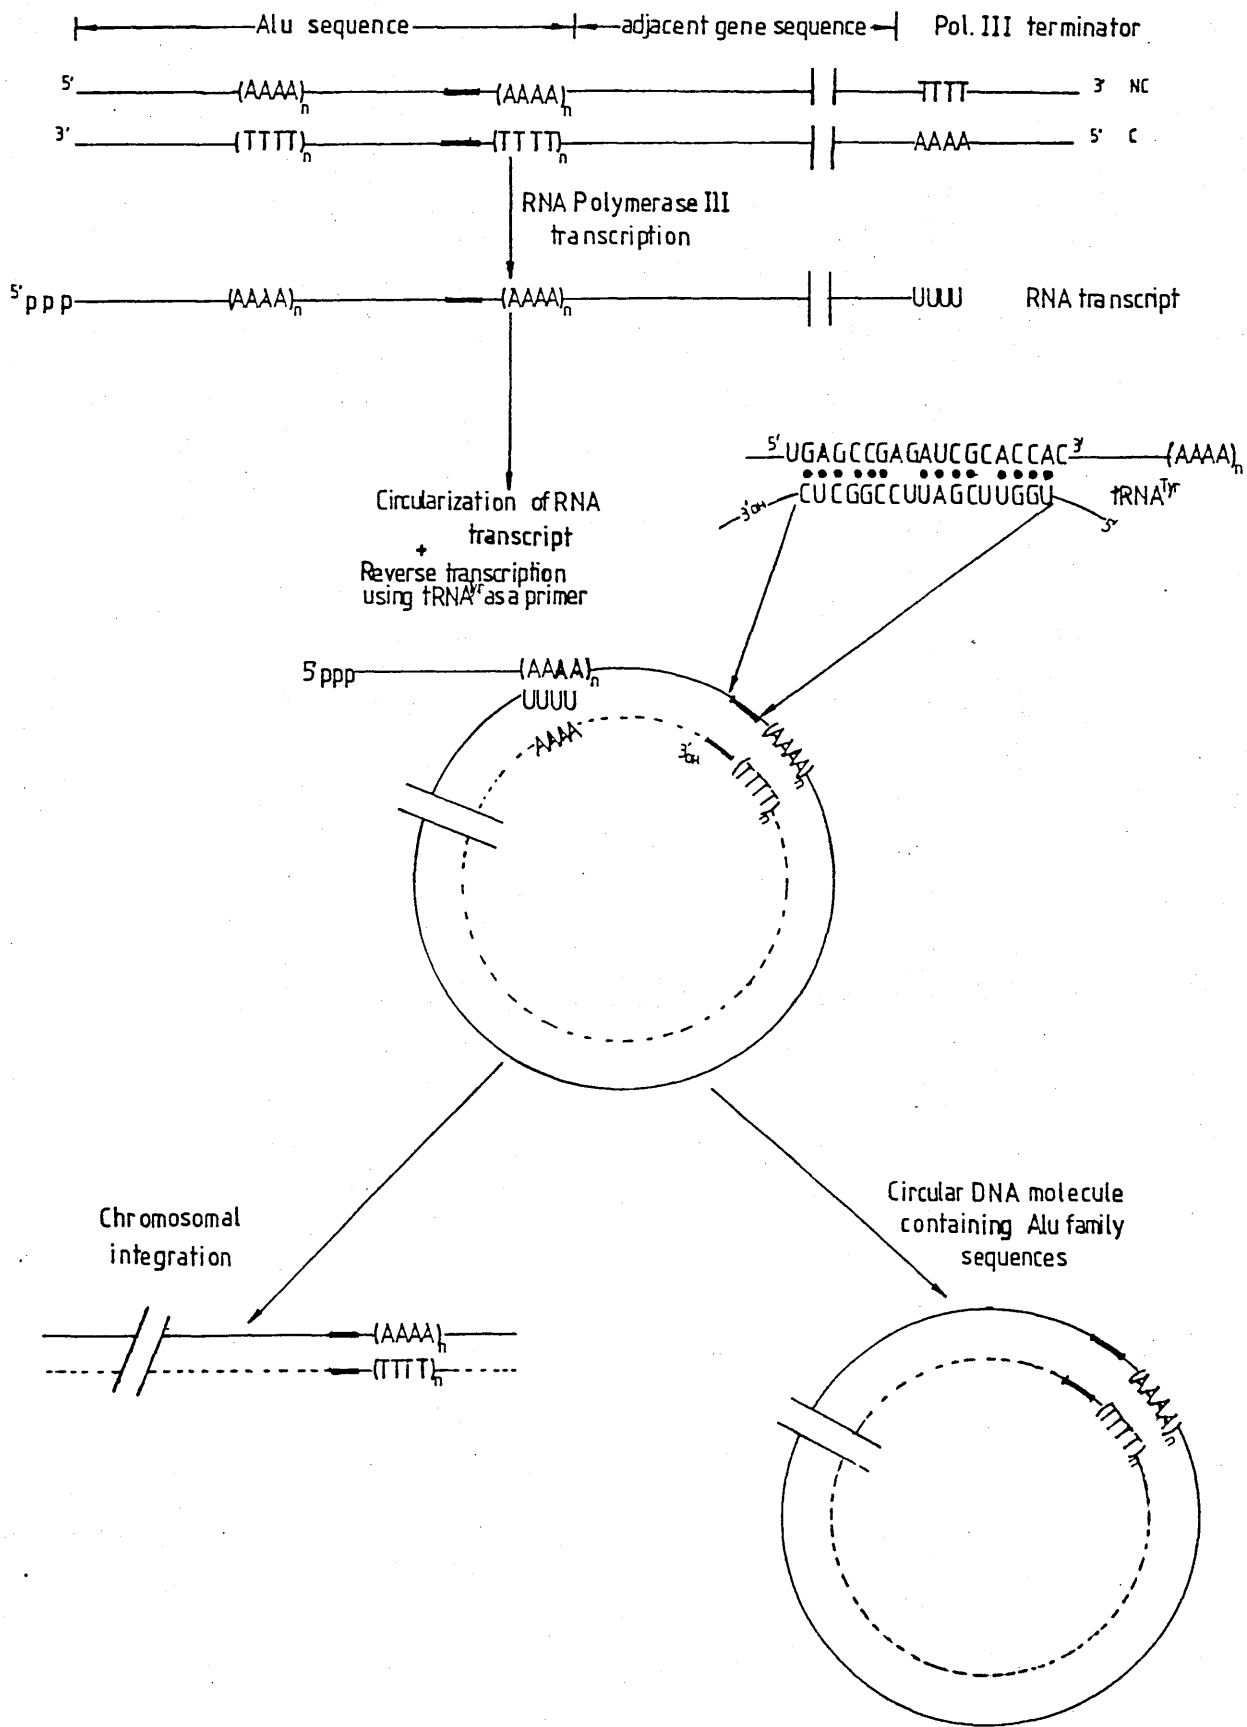 Alu sequence adjacent gene sequence Pol. III terminator
5' (AAAA)n (AAAA)n TTTT 3' NC
3' (TTTT)n (TTTT)n AAAA 5' C
RNA Polymerase III
transcription
5'ppp (AAAA)n (AAAA)n UUUU RNA transcript
5' UGAGCCGAGAUCGCACCAC 3' (AAAA)n
3'OH CUCGGCCUUAGCUUGGU 5' tRNATyr
Circularization of RNA
transcript
+
Reverse transcription
using tRNATyr as a primer
5'ppp (AAAA)n
UUUU
AAAA
3'OH
(AAAA)n
(TTTT)n
Chromosomal
integration
(AAAA)n
(TTTT)n
Circular DNA molecule
containing Alu family
sequences
(AAAA)n
(TTTT)n